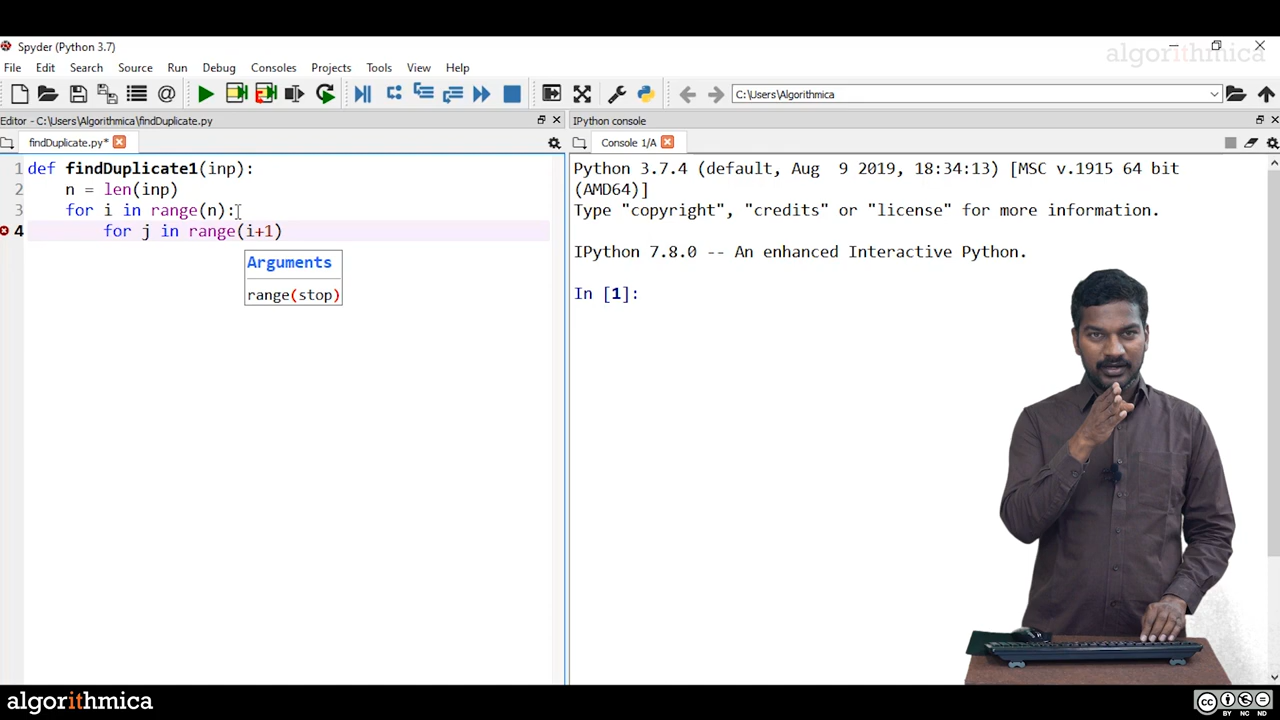 algorithmica
Spyder (Python 3.7)
File Edit Search Source Run Debug Consoles Projects Tools View Help
C:\Users\Algorithmica
Editor - C:\Users\Algorithmica\findDuplicate.py
findDuplicate.py*
1 def findDuplicate1(inp):
2 n = len(inp)
3 for i in range(n):
4 for j in range(i+1)
Arguments
range(stop)
IPython console
Console 1/A
Python 3.7.4 (default, Aug 9 2019, 18:34:13) [MSC v.1915 64 bit
(AMD64)]
Type "copyright", "credits" or "license" for more information.
IPython 7.8.0 -- An enhanced Interactive Python.
In [1]:
algorithmica
cc
BY NC ND